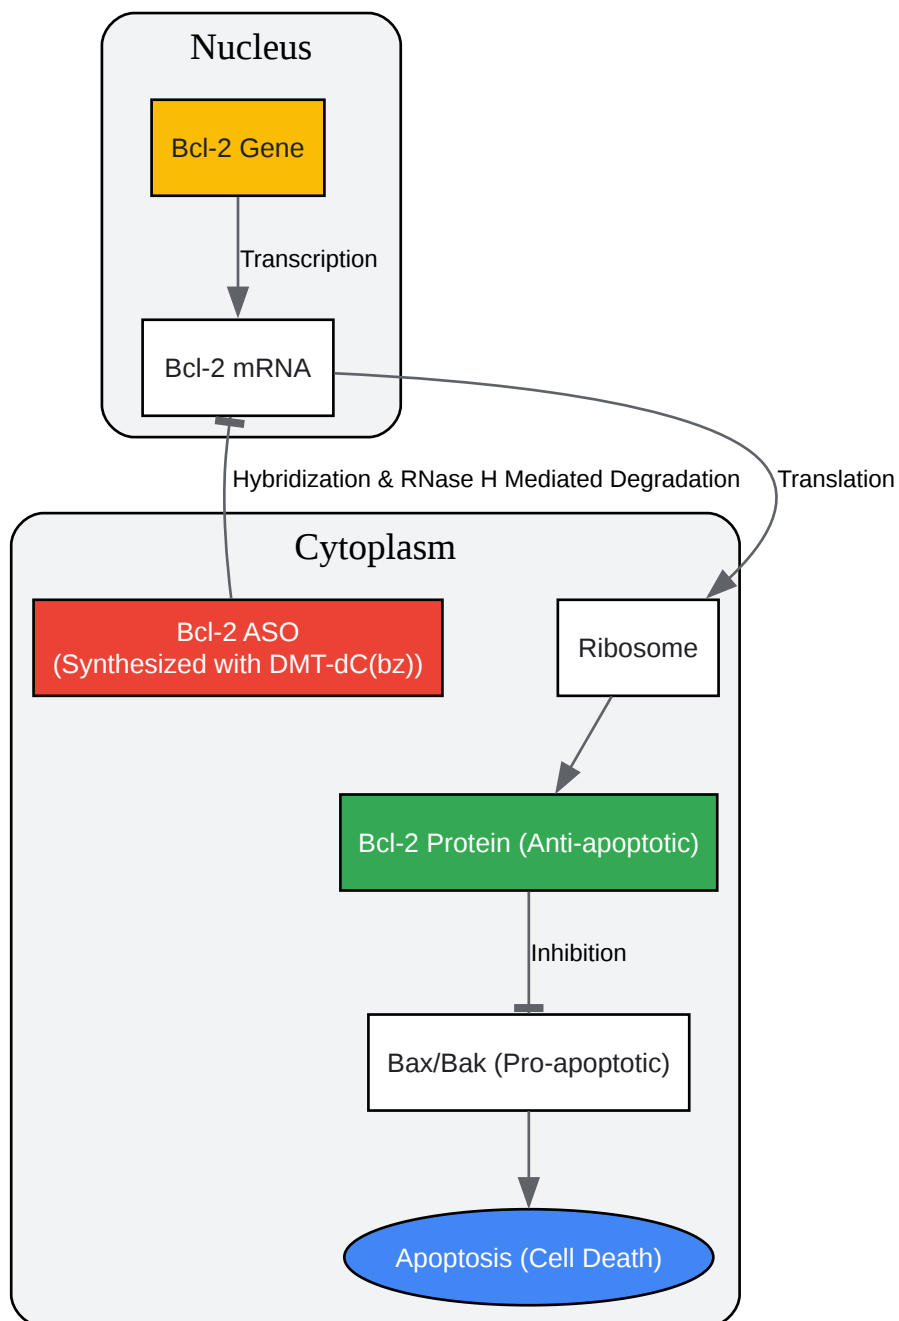 Nucleus
Bcl-2 Gene
Transcription
Bcl-2 mRNA
Hybridization & RNase H Mediated Degradation
Translation
Cytoplasm
Bcl-2 ASO
(Synthesized with DMT-dC(bz))
Ribosome
Bcl-2 Protein (Anti-apoptotic)
Inhibition
Bax/Bak (Pro-apoptotic)
Apoptosis (Cell Death)